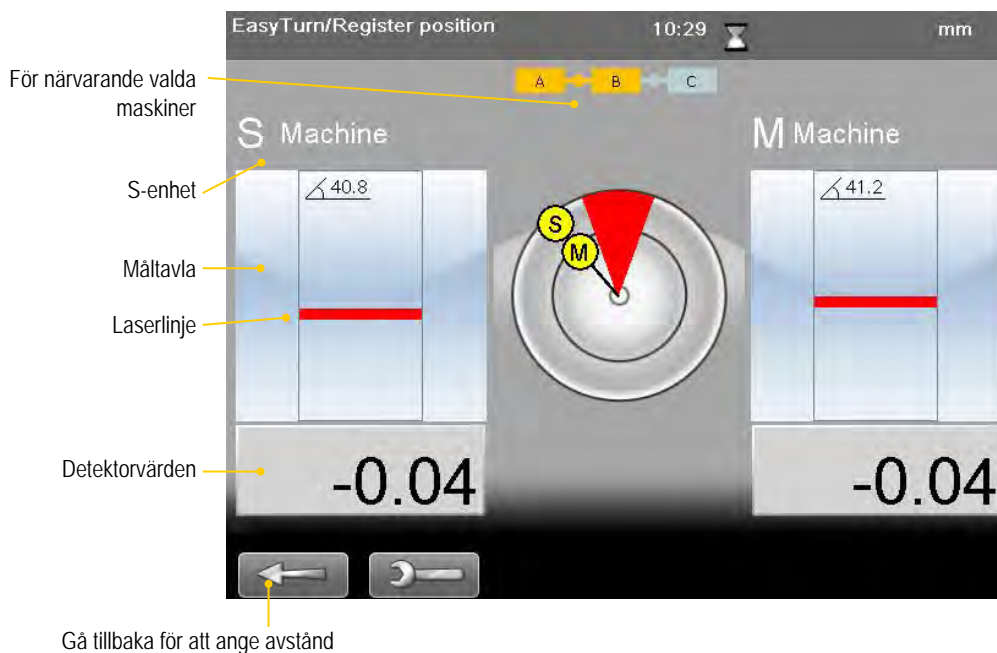 EasyTurn/Register position 10:29 mm
För närvarande valda
maskiner
A B C
S Machine
M Machine
S-enhet
40.8
41.2
S
M
Måltavla
Laserlinje
Detektorvärden
-0.04
-0.04
Gå tillbaka för att ange avstånd